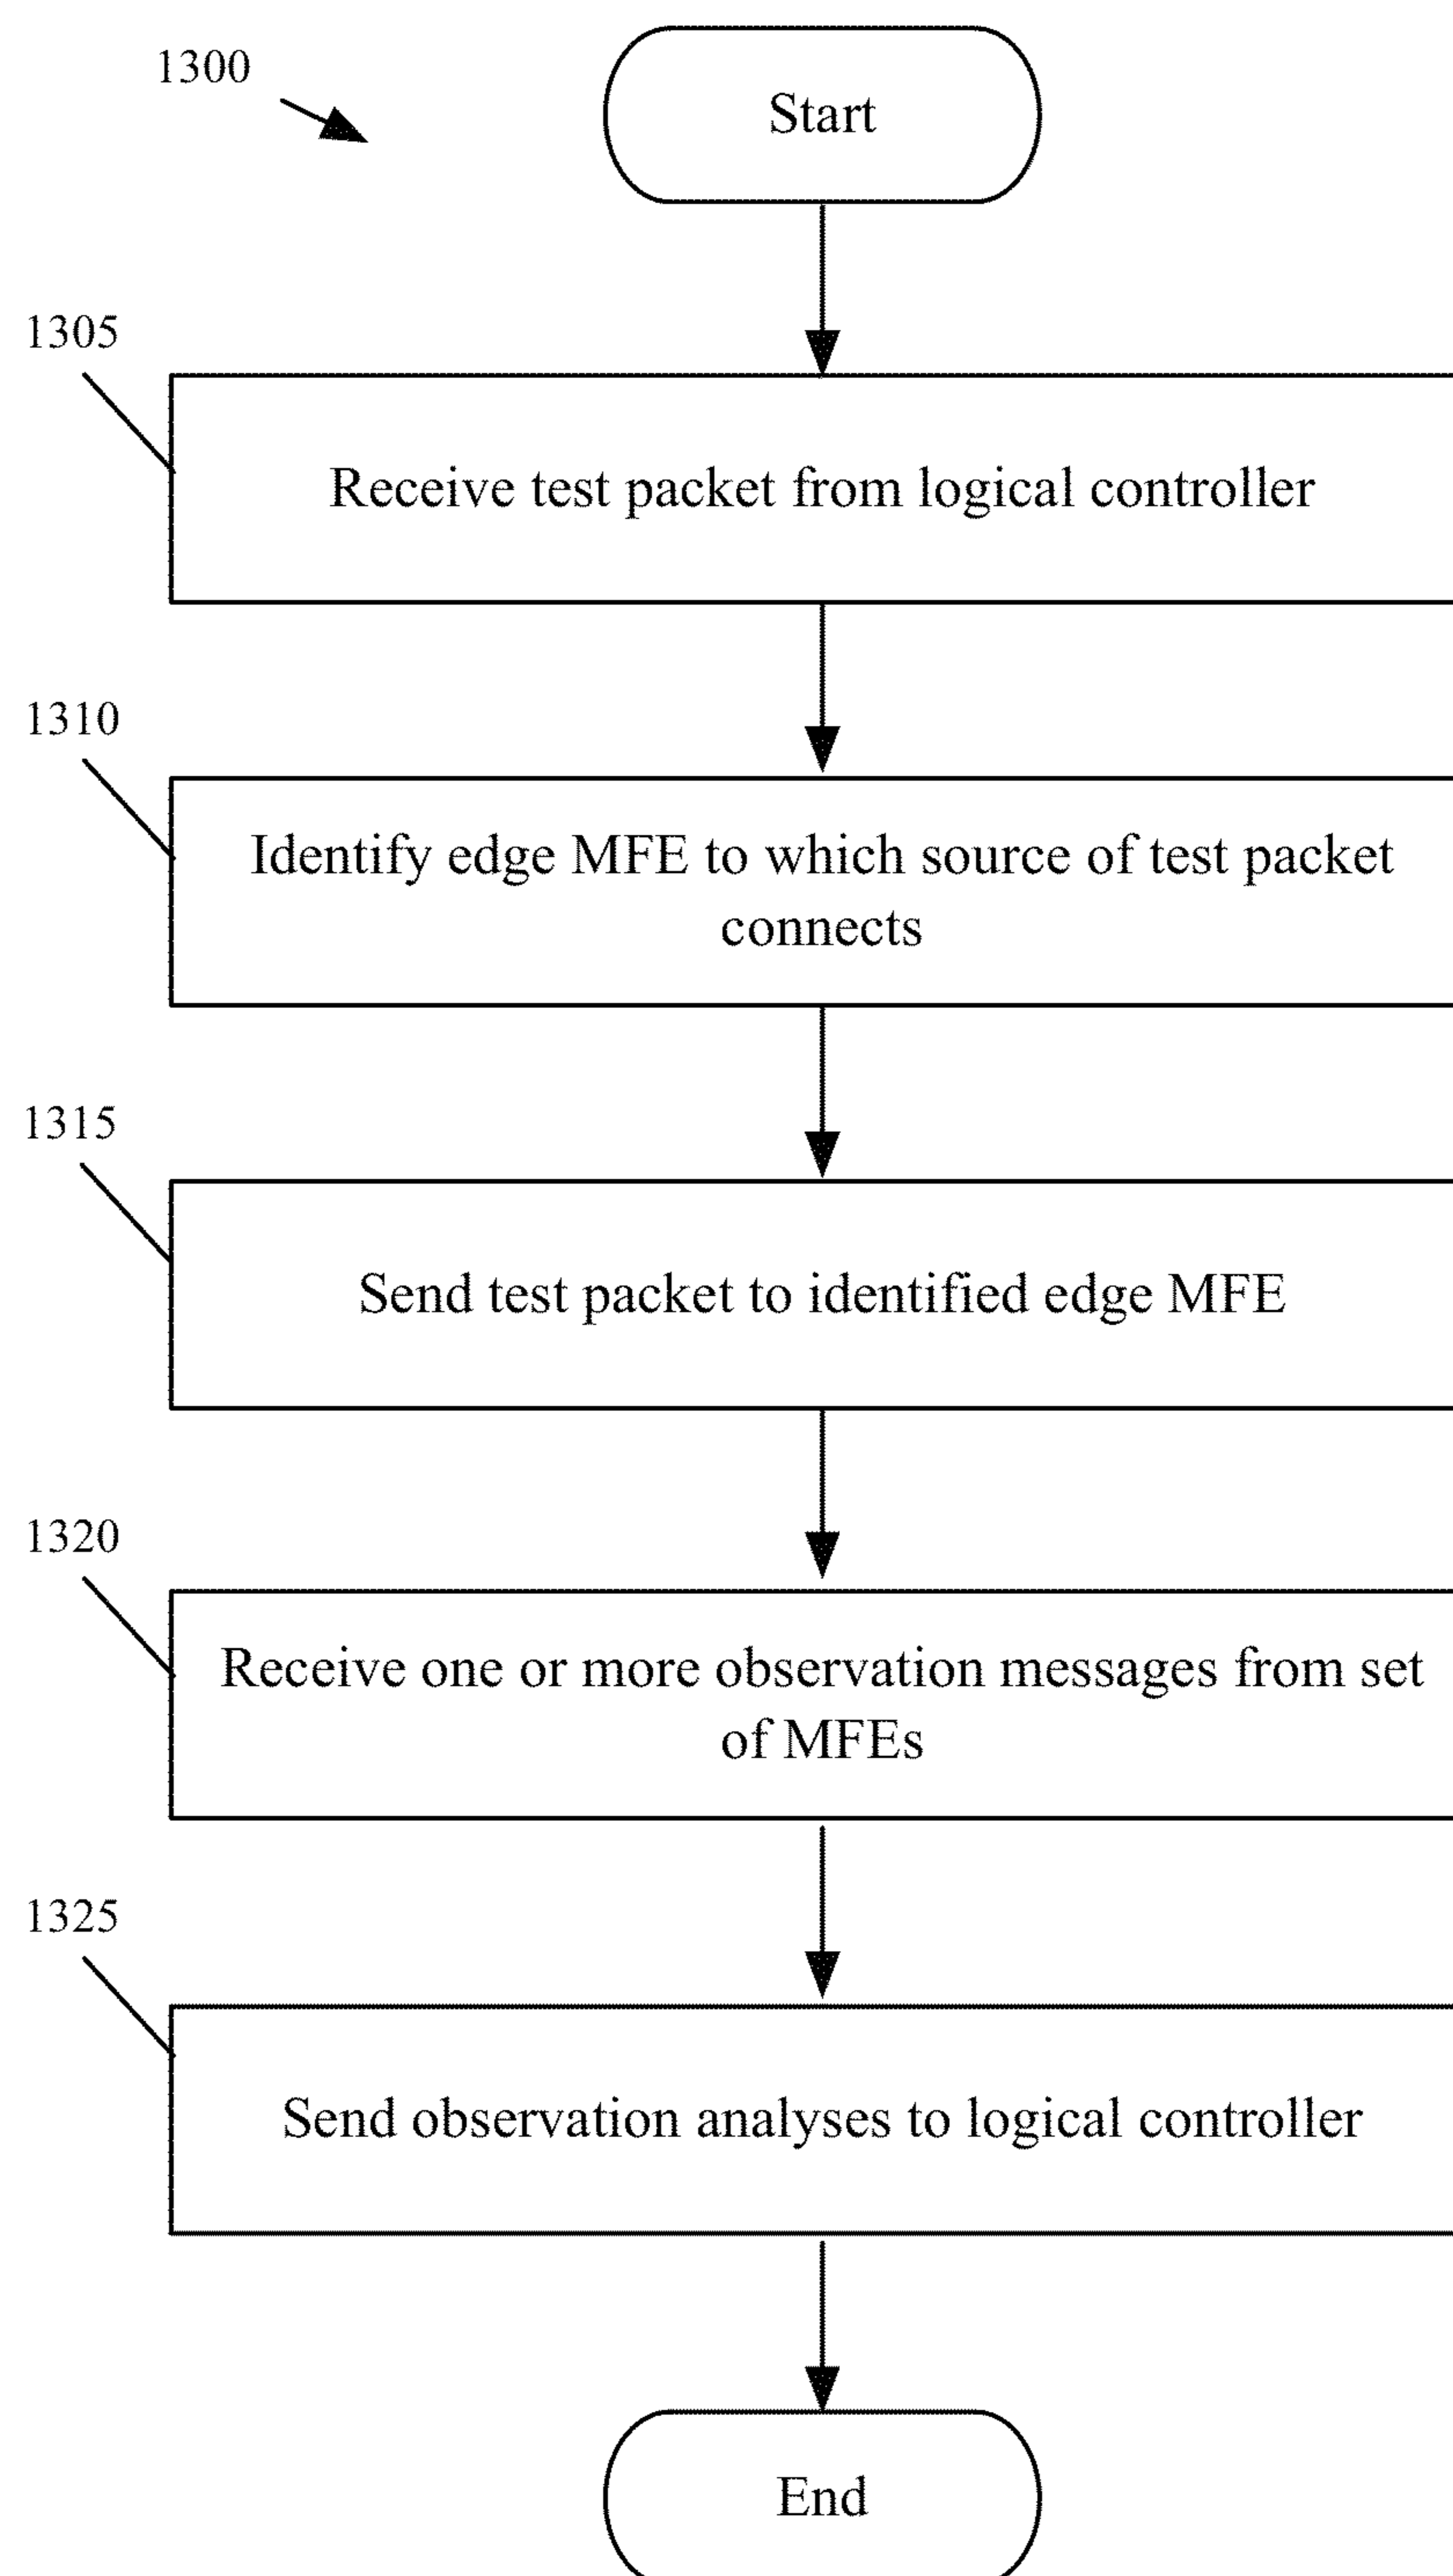 1300
Start
1305
Receive test packet from logical controller
1310
Identify edge MFE to which source of test packet
connects
1315
Send test packet to identified edge MFE
1320
Receive one or more observation messages from set
of MFEs
1325
Send observation analyses to logical controller
End